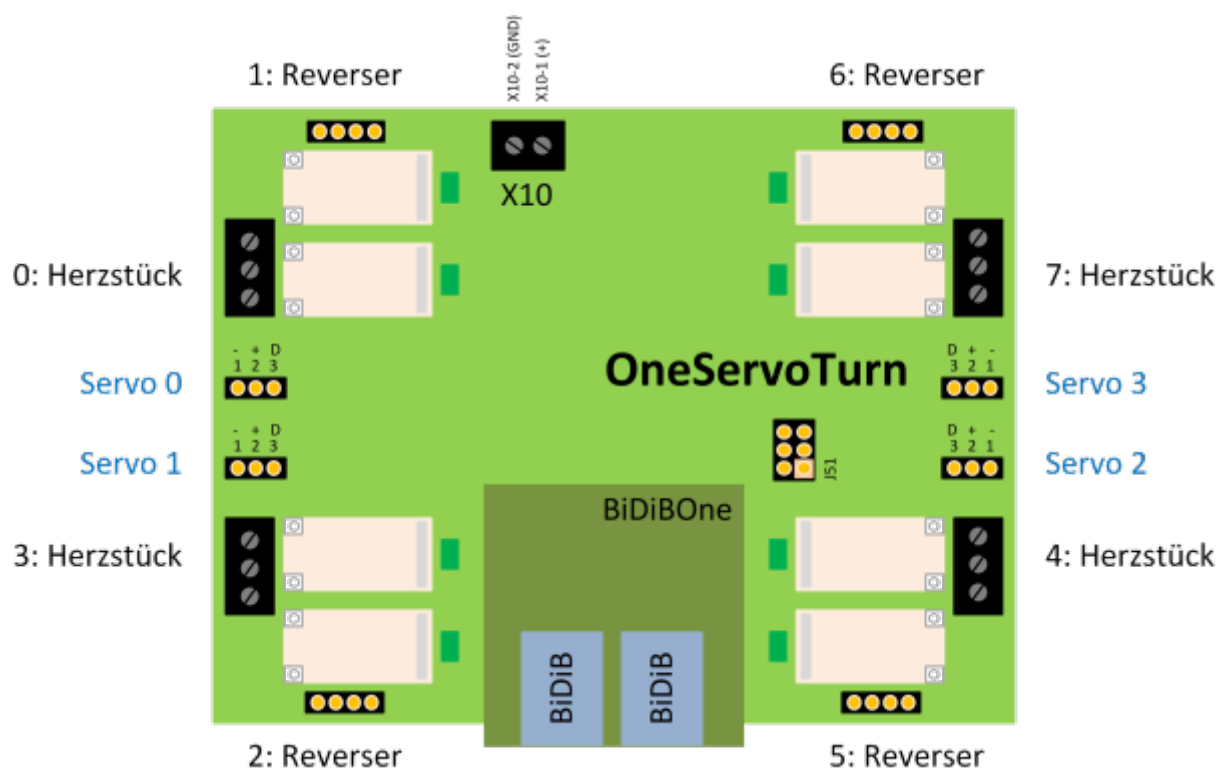 X10-2 (GND)
X10-1 (+)
1: Reverser
6: Reverser
X10
0: Herzstück
7: Herzstück
OneServoTurn
- + D
1 2 3
D + -
3 2 1
Servo 0
Servo 3
- + D
1 2 3
D + -
3 2 1
Servo 1
Servo 2
JS1
BiDiBOne
3: Herzstück
4: Herzstück
BiDiB
BiDiB
2: Reverser
5: Reverser